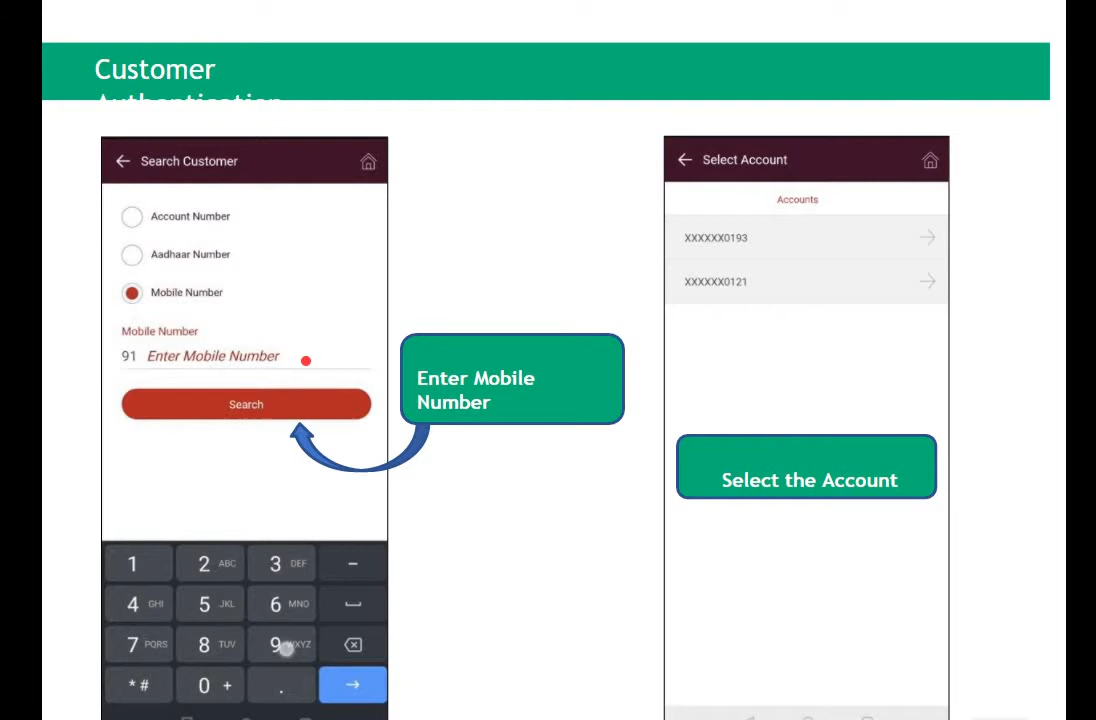 Customer
Authentication
Search Customer
Account Number
Aadhaar Number
Mobile Number
Mobile Number
91 Enter Mobile Number
Search
Enter Mobile
Number
1 2 ABC 3 DEF -
4 GHI 5 JKL 6 MNO
7 PQRS 8 TUV 9 WXYZ
* # 0 + .
Select Account
Accounts
XXXXXX0193
XXXXXX0121
Select the Account